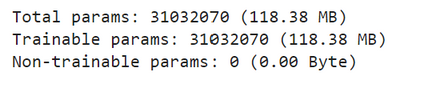 Total params: 31032070 (118.38 MB)
Trainable params: 31032070 (118.38 MB)
Non-trainable params: 0 (0.00 Byte)